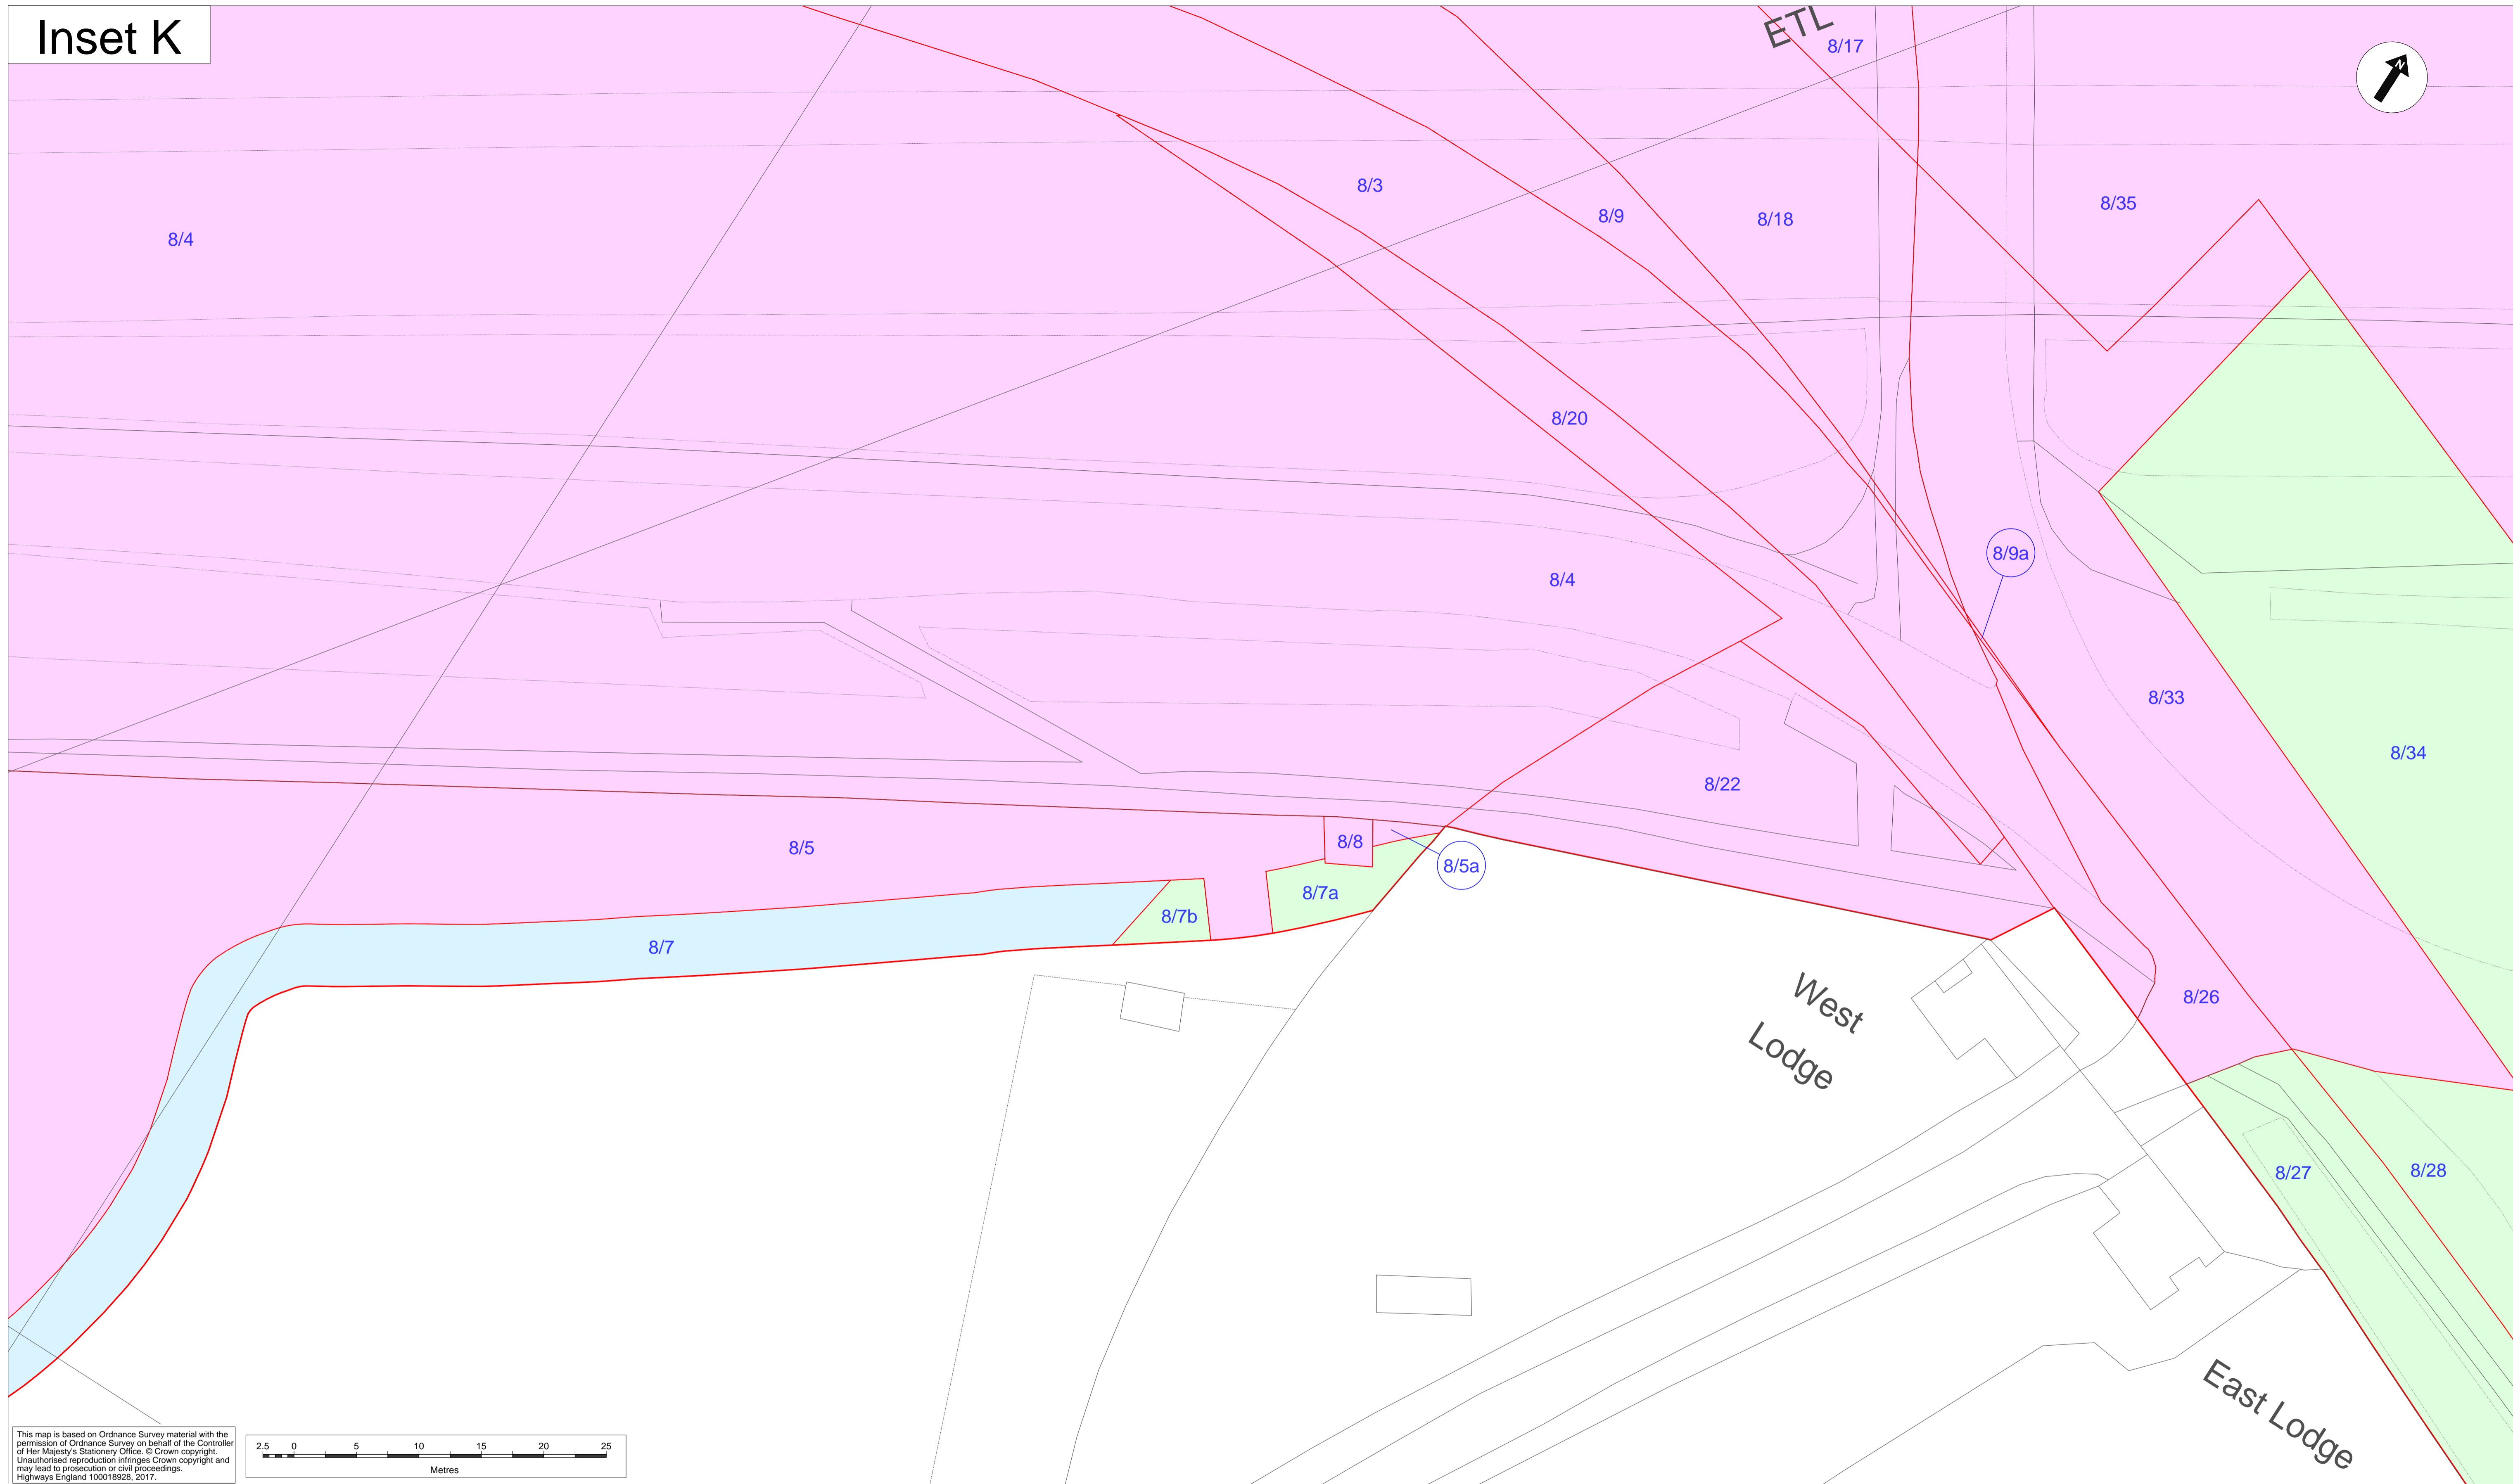 Inset K
ETL
8/17
N
8/3
8/35
8/9
8/18
8/4
8/20
8/9a
8/4
8/33
8/34
8/22
8/5
8/8
8/5a
8/7a
8/7b
8/7
8/26
West
Lodge
8/27
8/28
East Lodge
This map is based on Ordnance Survey material with the
permission of Ordnance Survey on behalf of the Controller
of Her Majesty's Stationery Office. © Crown copyright.
Unauthorised reproduction infringes Crown copyright and
may lead to prosecution or civil proceedings.
Highways England 100018928, 2017.
2.5 0 5 10 15 20 25
Metres